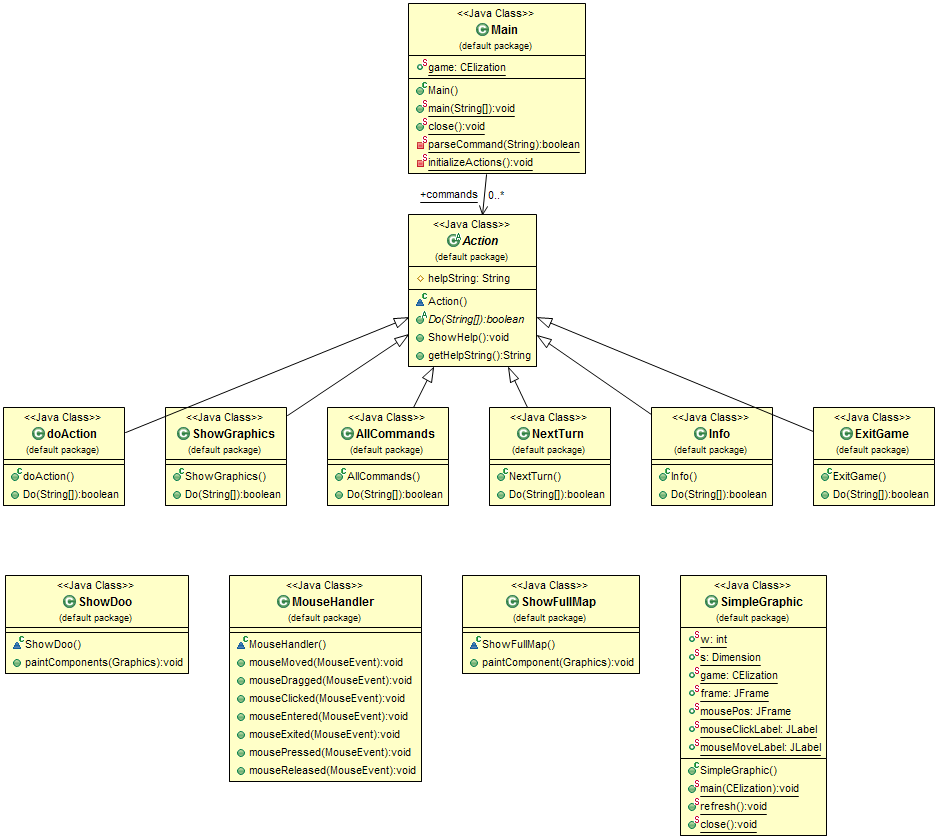 <<Java Class>>
Main
(default package)
game: CElization
Main()
main(String[]):void
close():void
parseCommand(String):boolean
initializeActions():void
+commands 0..*
<<Java Class>>
Action
(default package)
helpString: String
Action()
Do(String[]):boolean
ShowHelp():void
getHelpString():String
<<Java Class>>
doAction
(default package)
doAction()
Do(String[]):boolean
<<Java Class>>
ShowGraphics
(default package)
ShowGraphics()
Do(String[]):boolean
<<Java Class>>
AllCommands
(default package)
AllCommands()
Do(String[]):boolean
<<Java Class>>
NextTurn
(default package)
NextTurn()
Do(String[]):boolean
<<Java Class>>
Info
(default package)
Info()
Do(String[]):boolean
<<Java Class>>
ExitGame
(default package)
ExitGame()
Do(String[]):boolean
<<Java Class>>
ShowDoo
(default package)
ShowDoo()
paintComponents(Graphics):void
<<Java Class>>
MouseHandler
(default package)
MouseHandler()
mouseMoved(MouseEvent):void
mouseDragged(MouseEvent):void
mouseClicked(MouseEvent):void
mouseEntered(MouseEvent):void
mouseExited(MouseEvent):void
mousePressed(MouseEvent):void
mouseReleased(MouseEvent):void
<<Java Class>>
ShowFullMap
(default package)
ShowFullMap()
paintComponent(Graphics):void
<<Java Class>>
SimpleGraphic
(default package)
w: int
s: Dimension
game: CElization
frame: JFrame
mousePos: JFrame
mouseClickLabel: JLabel
mouseMoveLabel: JLabel
SimpleGraphic()
main(CElization):void
refresh():void
close():void